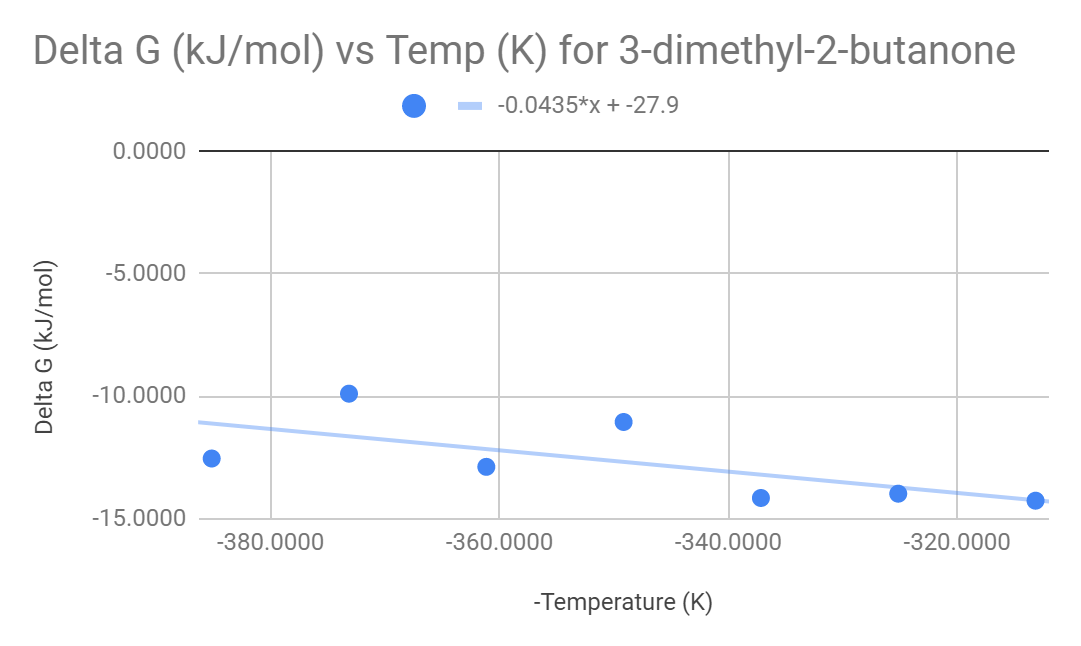 Delta G (kJ/mol) vs Temp (K) for 3-dimethyl-2-butanone
-0.0435*x + -27.9
0.0000
-5.0000
-10.0000
-15.0000
Delta G (kJ/mol)
-380.0000 -360.0000 -340.0000 -320.0000
-Temperature (K)